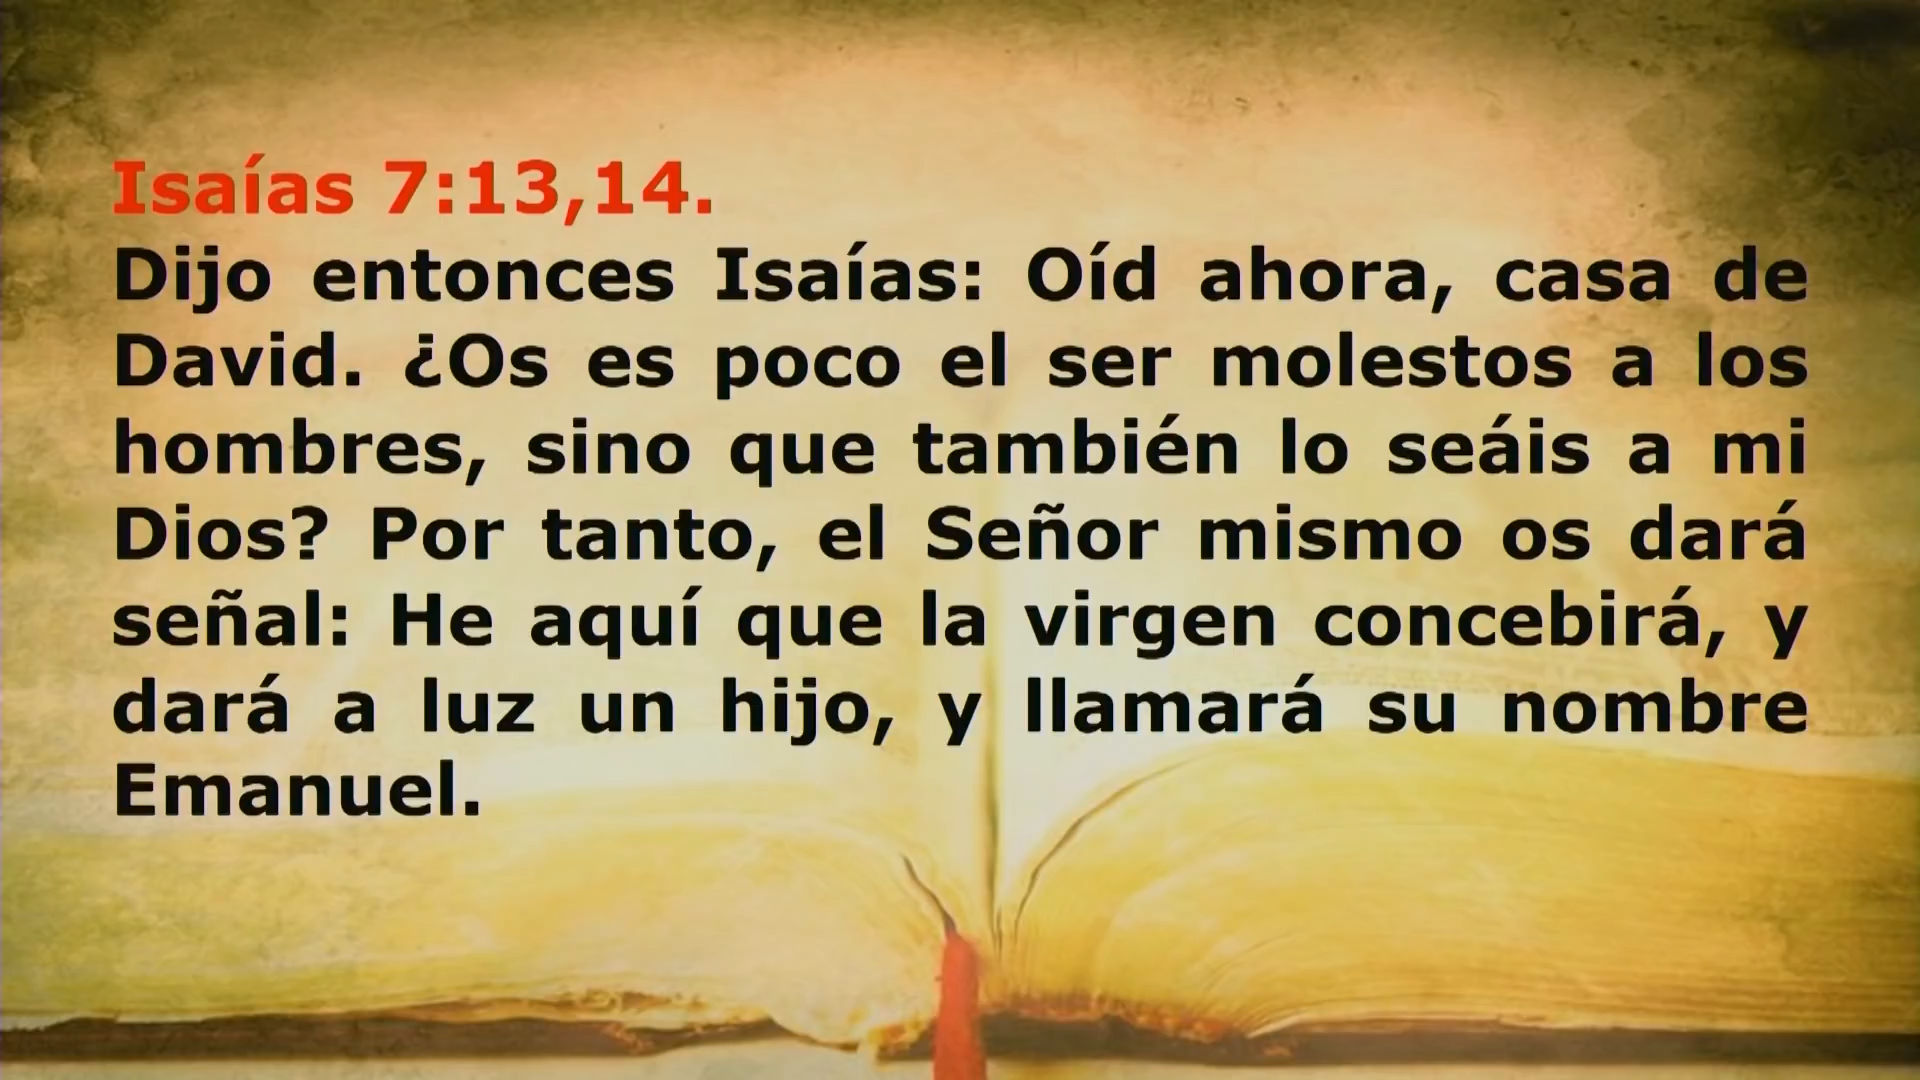 Isaías 7:13,14.
Dijo entonces Isaías: Oíd ahora, casa de
David. ¿Os es poco el ser molestos a los
hombres, sino que también lo seáis a mi
Dios? Por tanto, el Señor mismo os dará
señal: He aquí que la virgen concebirá, y
dará a luz un hijo, y llamará su nombre
Emanuel.